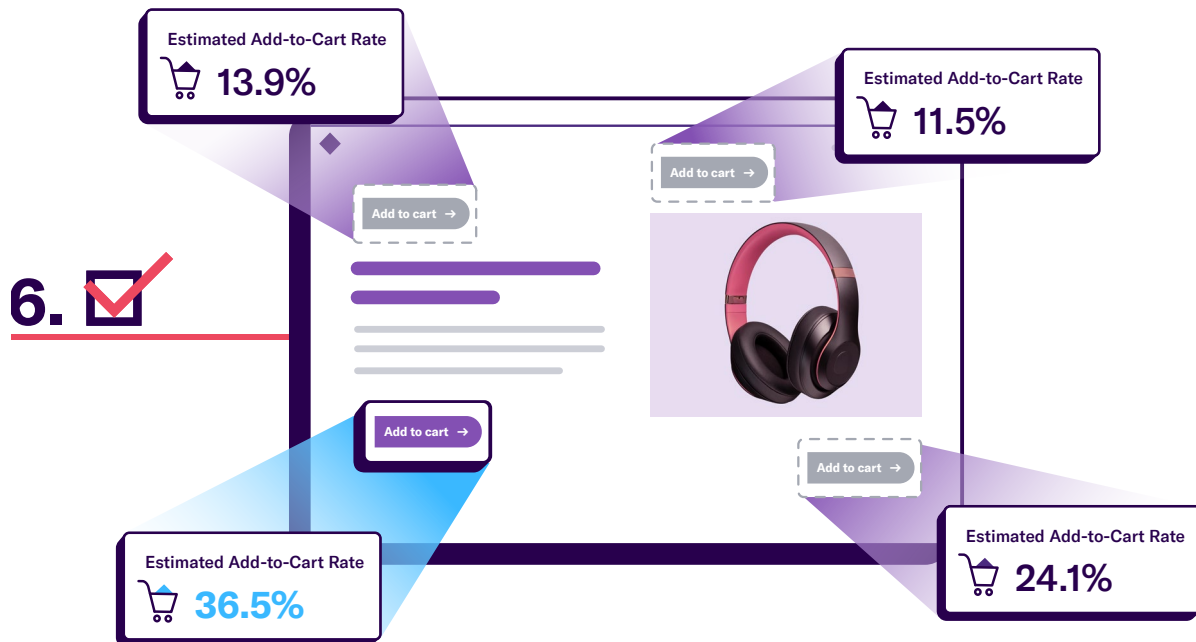 Estimated Add-to-Cart Rate
13.9%
Estimated Add-to-Cart Rate
11.5%
Add to cart →
Add to cart →
6.
Add to cart →
Add to cart →
Estimated Add-to-Cart Rate
36.5%
Estimated Add-to-Cart Rate
24.1%